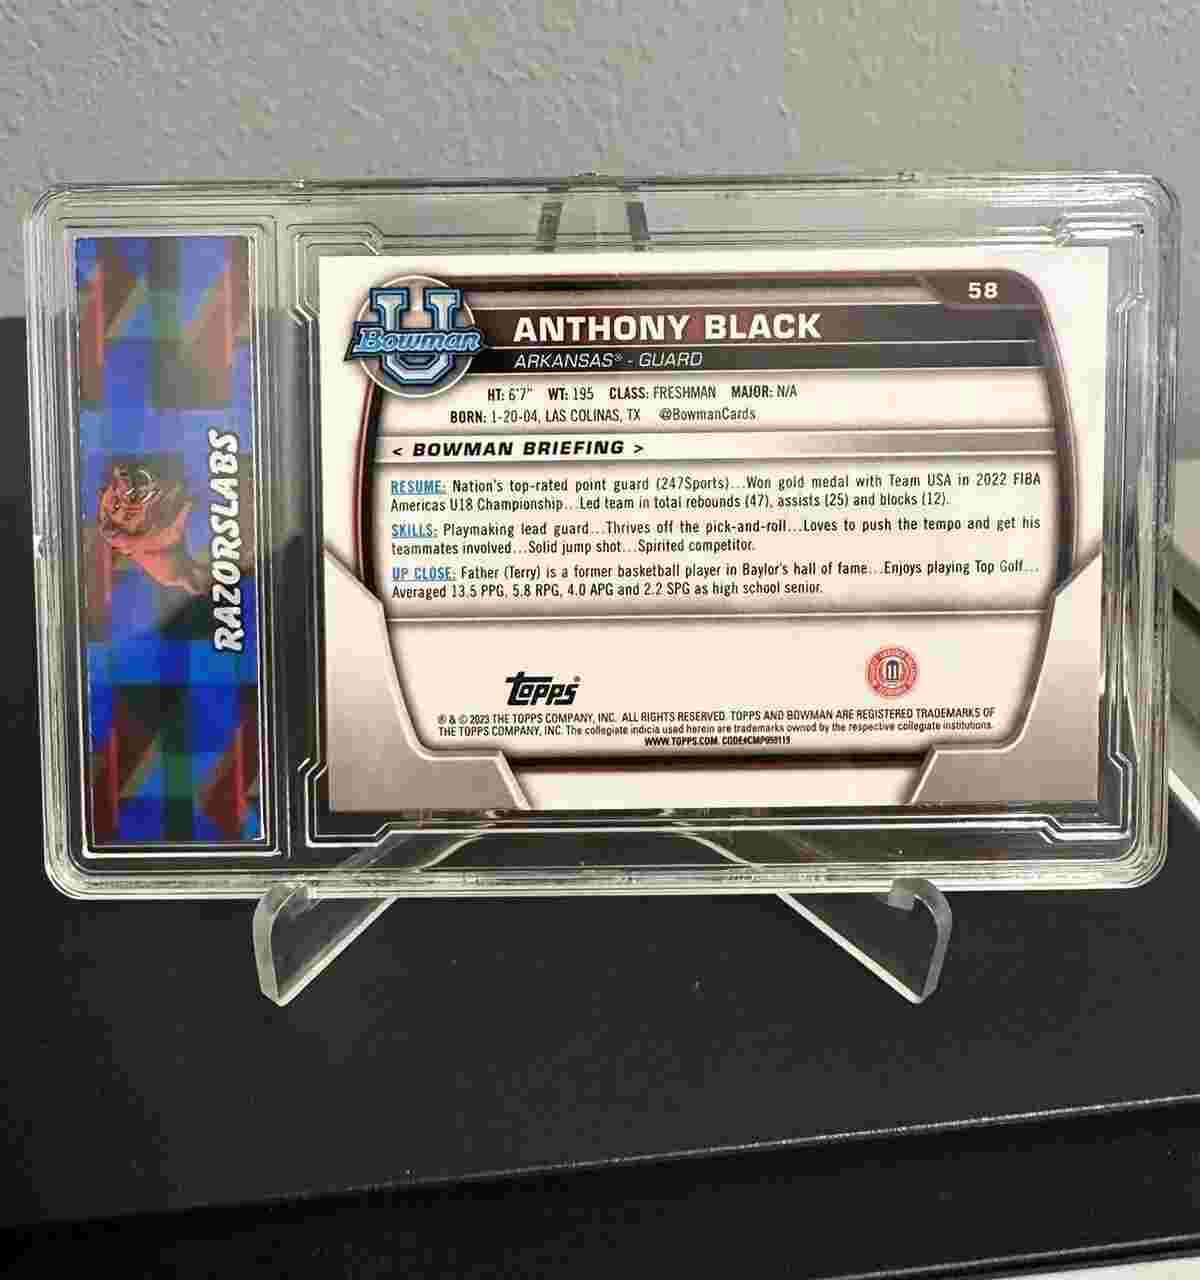 RAZORSLABS
58
U
Bowman
ANTHONY BLACK
ARKANSAS® - GUARD
HT: 6'7" WT: 195 CLASS: FRESHMAN MAJOR: N/A
BORN: 1-20-04, LAS COLINAS, TX @BowmanCards
< BOWMAN BRIEFING >
RESUME: Nation's top-rated point guard (247Sports)...Won gold medal with Team USA in 2022 FIBA
Americas U18 Championship...Led team in total rebounds (47), assists (25) and blocks (12).
SKILLS: Playmaking lead guard...Thrives off the pick-and-roll...Loves to push the tempo and get his
teammates involved...Solid jump shot...Spirited competitor.
UP CLOSE: Father (Terry) is a former basketball player in Baylor's hall of fame...Enjoys playing Top Golf...
Averaged 13.5 PPG, 5.8 RPG, 4.0 APG and 2.2 SPG as high school senior.
Topps®
® & © 2023 THE TOPPS COMPANY, INC. ALL RIGHTS RESERVED. TOPPS AND BOWMAN ARE REGISTERED TRADEMARKS OF
THE TOPPS COMPANY, INC. The collegiate indicia used herein are trademarks owned by the respective collegiate institutions.
WWW.TOPPS.COM CODE#CMP059119